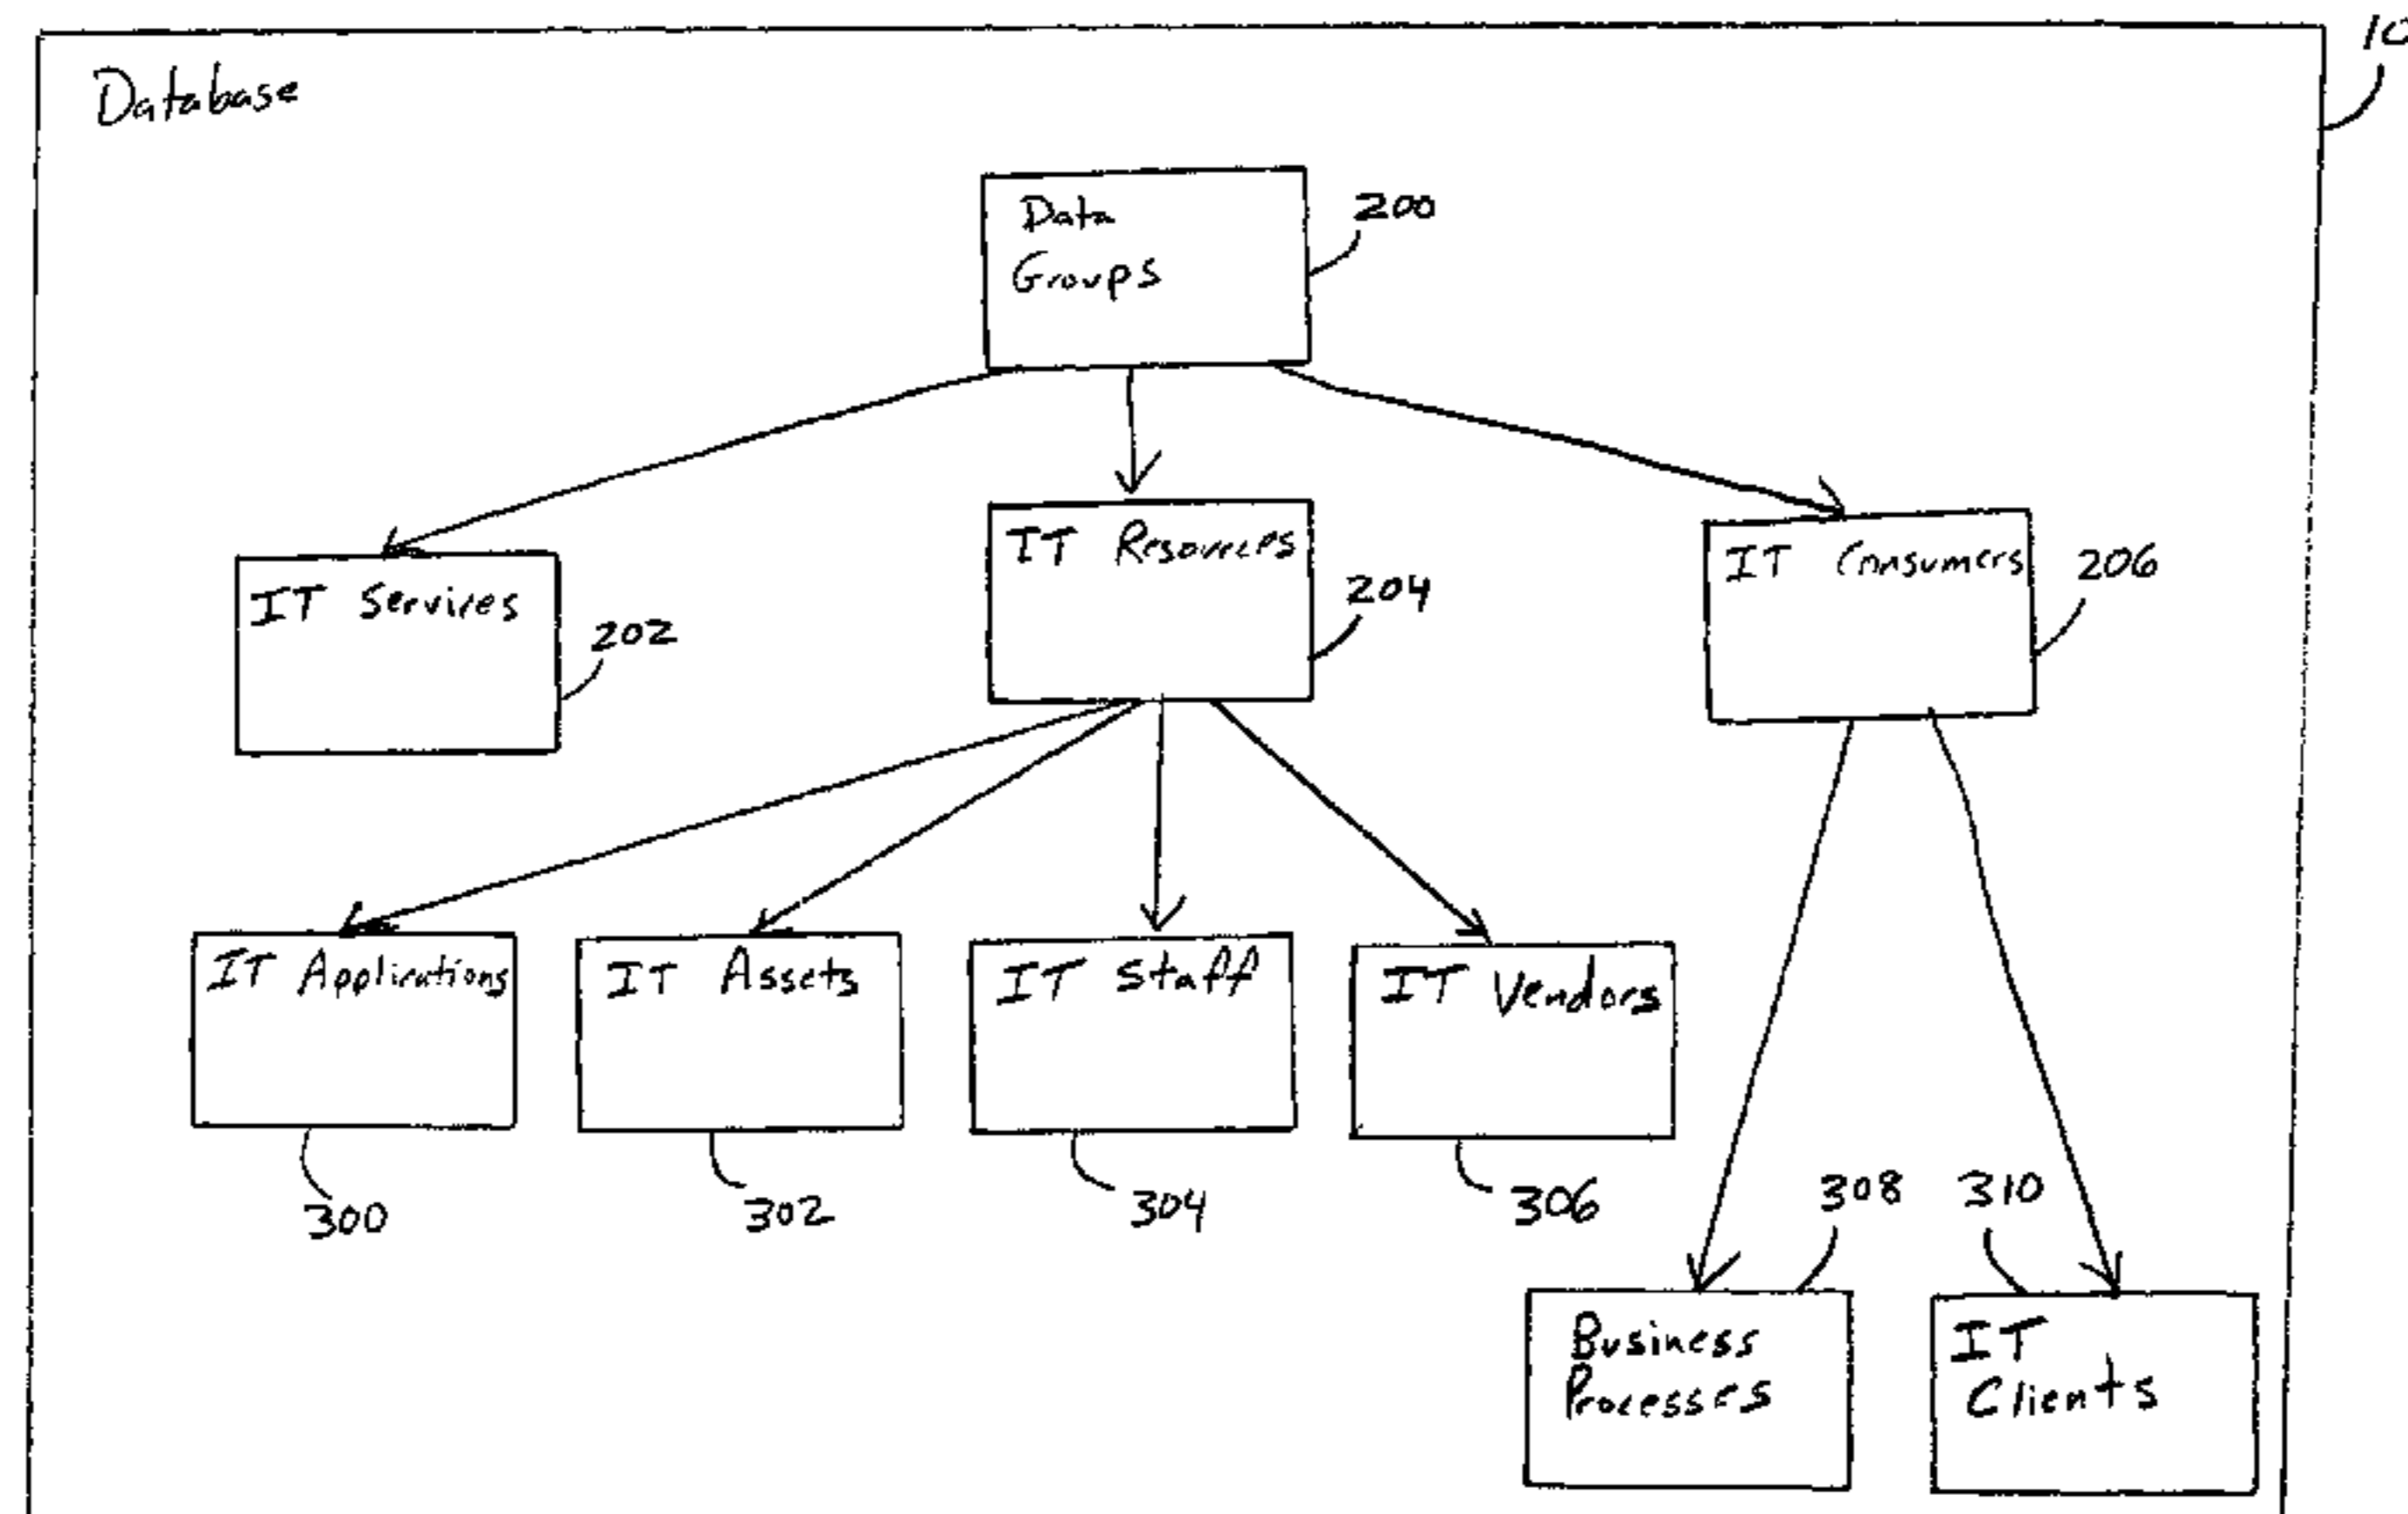 Database
Data
Groups
200
IT Services
202
IT Resources
204
IT Consumers
206
IT Applications
300
IT Assets
302
IT Staff
304
IT Vendors
306
308
Business
Processes
310
IT
Clients